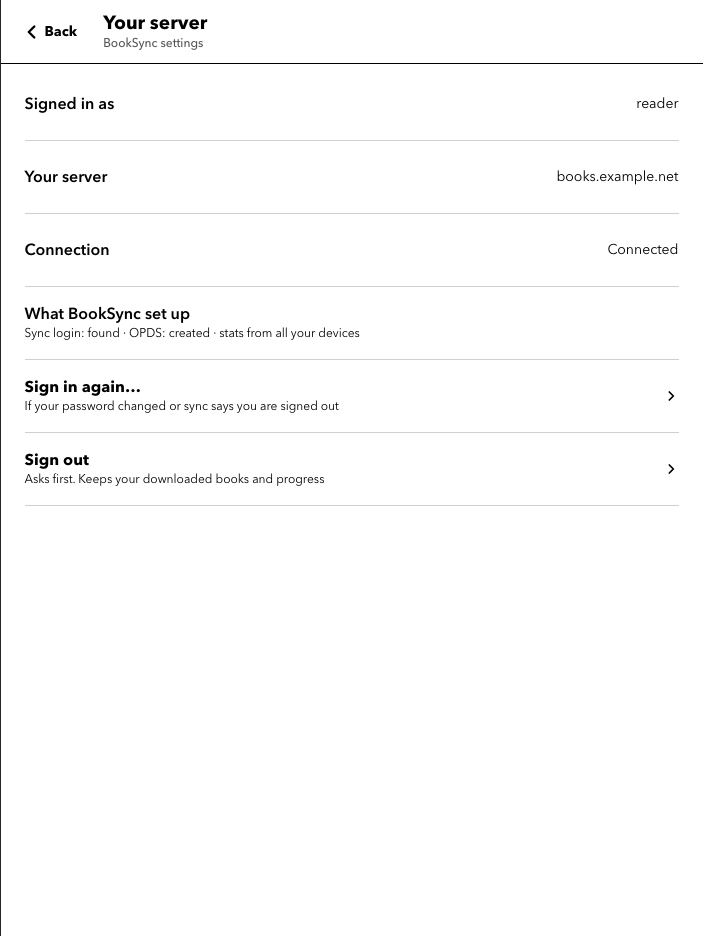 Back
Your server
BookSync settings
Signed in as
reader
Your server
books.example.net
Connection
Connected
What BookSync set up
Sync login: found · OPDS: created · stats from all your devices
Sign in again…
If your password changed or sync says you are signed out
Sign out
Asks first. Keeps your downloaded books and progress